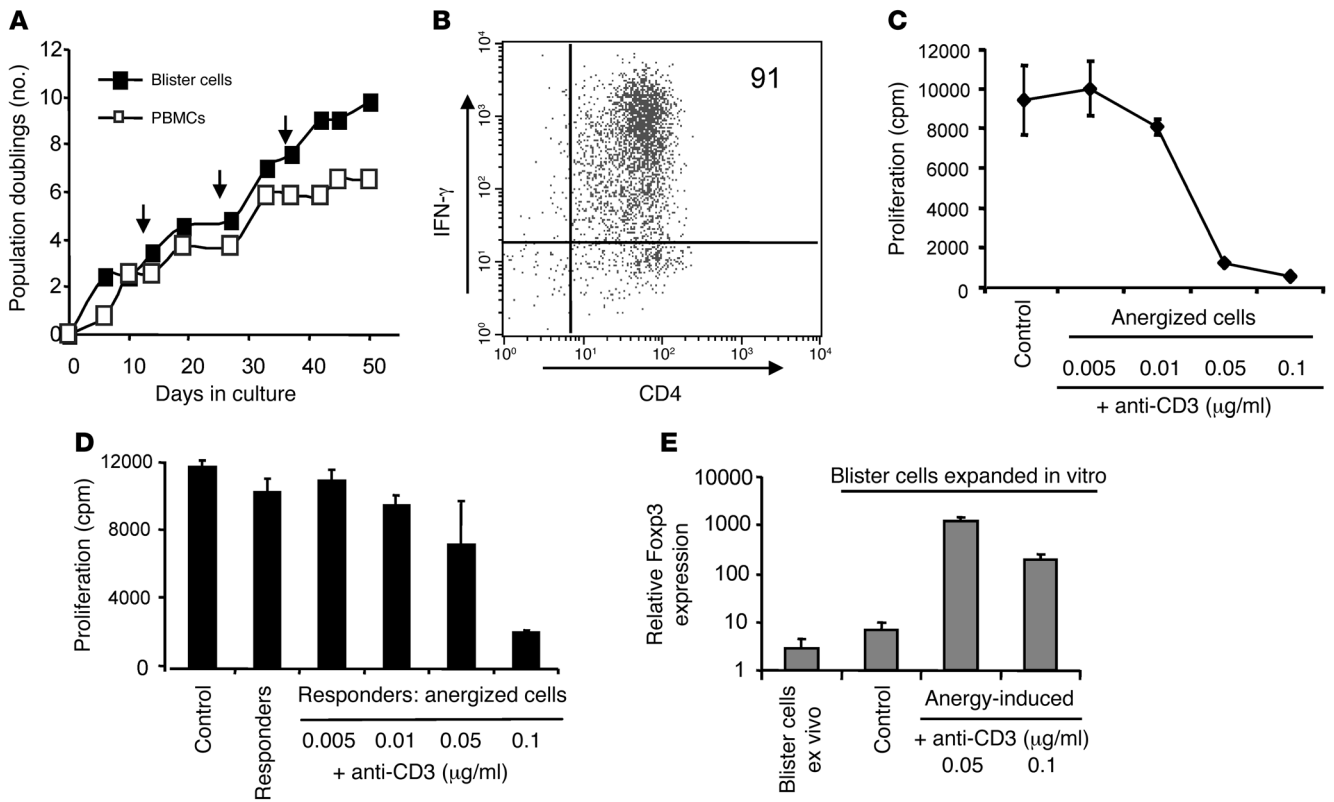 A
Population doublings (no.)
12
10
8
6
4
2
0
Blister cells
PBMCs
0 10 20 30 40 50
Days in culture
B
IFN-γ
10⁴
10³
10²
10¹
10⁰
91
10⁰ 10¹ 10² 10³ 10⁴
CD4
C
Proliferation (cpm)
12000
10000
8000
6000
4000
2000
0
Control
Anergized cells
0.005 0.01 0.05 0.1
+ anti-CD3 (μg/ml)
D
Proliferation (cpm)
12000
8000
4000
0
Control
Responders
Responders: anergized cells
0.005 0.01 0.05 0.1
+ anti-CD3 (μg/ml)
E
Relative Foxp3
expression
10000
1000
100
10
1
Blister cells expanded in vitro
Blister cells
ex vivo
Control
Anergy-induced
+ anti-CD3 (μg/ml)
0.05 0.1